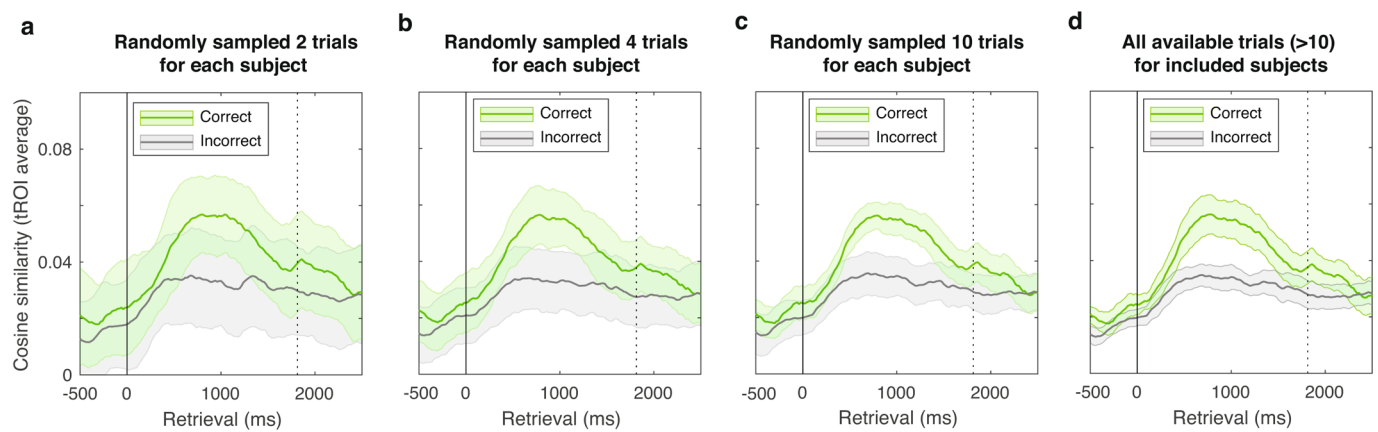 a
Randomly sampled 2 trials
for each subject
b
Randomly sampled 4 trials
for each subject
c
Randomly sampled 10 trials
for each subject
d
All available trials (>10)
for included subjects
Cosine similarity (tROI average)
0.08
0.04
0
Correct
Incorrect
-500 0 1000 2000
Retrieval (ms)
Correct
Incorrect
-500 0 1000 2000
Retrieval (ms)
Correct
Incorrect
-500 0 1000 2000
Retrieval (ms)
Correct
Incorrect
-500 0 1000 2000
Retrieval (ms)